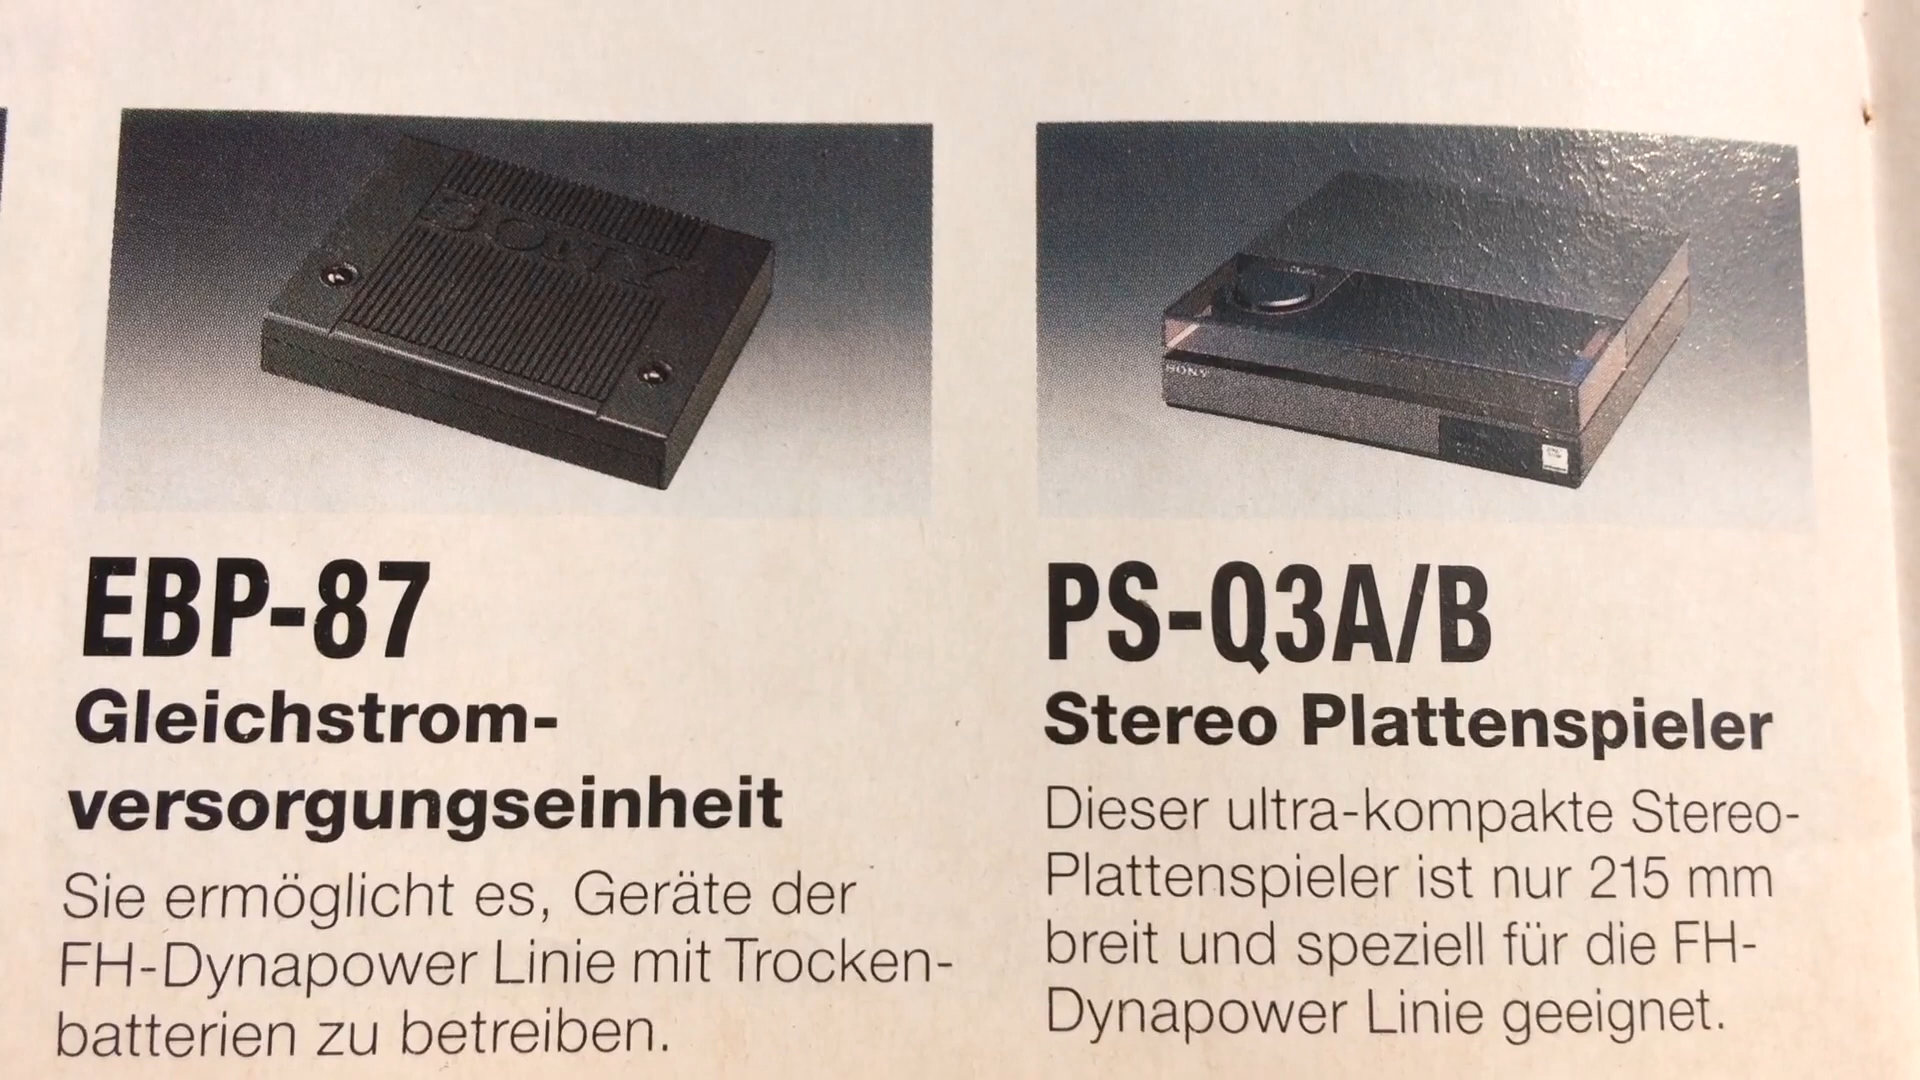 SONY
EBP-87
Gleichstrom-
versorgungseinheit
Sie ermöglicht es, Geräte der
FH-Dynapower Linie mit Trocken-
batterien zu betreiben.
SONY
PS-Q3A/B
Stereo Plattenspieler
Dieser ultra-kompakte Stereo-
Plattenspieler ist nur 215 mm
breit und speziell für die FH-
Dynapower Linie geeignet.